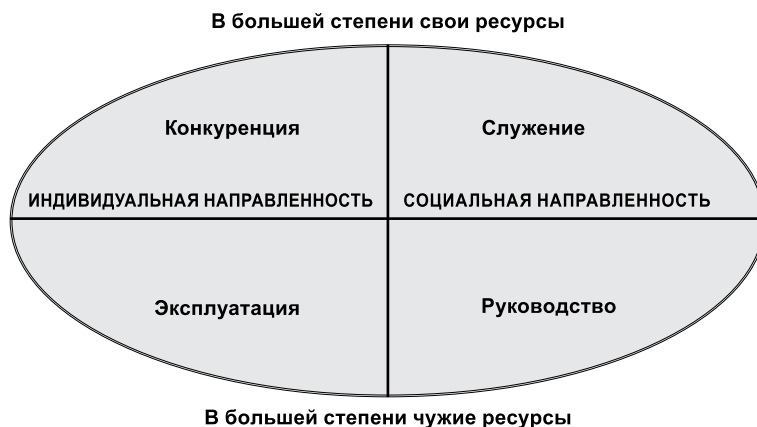 В большей степени свои ресурсы
Конкуренция
Служение
ИНДИВИДУАЛЬНАЯ НАПРАВЛЕННОСТЬ
СОЦИАЛЬНАЯ НАПРАВЛЕННОСТЬ
Эксплуатация
Руководство
В большей степени чужие ресурсы